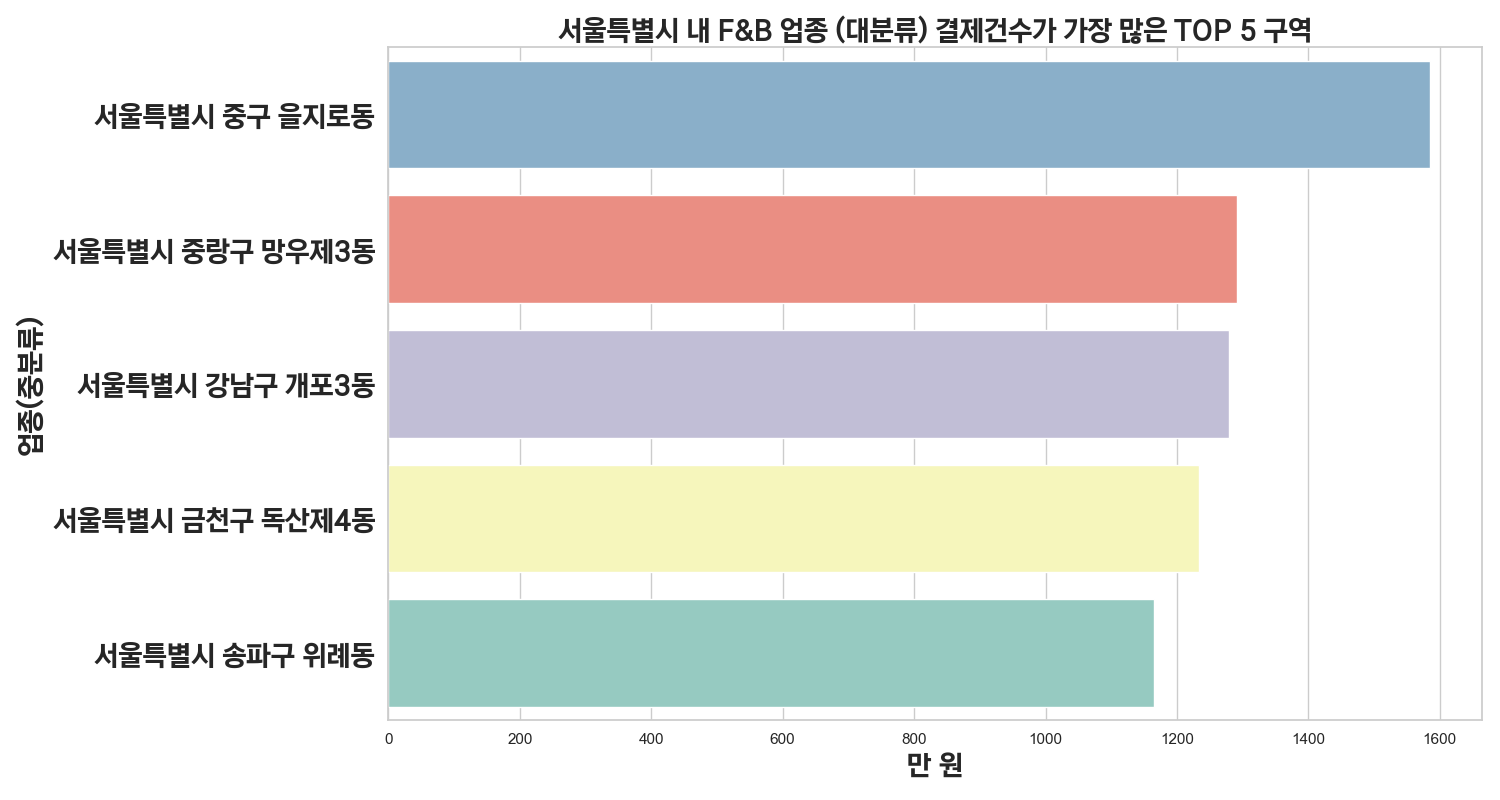 서울특별시 내 F&B 업종 (대분류) 결제건수가 가장 많은 TOP 5 구역
서울특별시 중구 을지로동
서울특별시 중랑구 망우제3동
서울특별시 강남구 개포3동
서울특별시 금천구 독산제4동
서울특별시 송파구 위례동
업종(중분류)
0 200 400 600 800 1000 1200 1400 1600
만 원